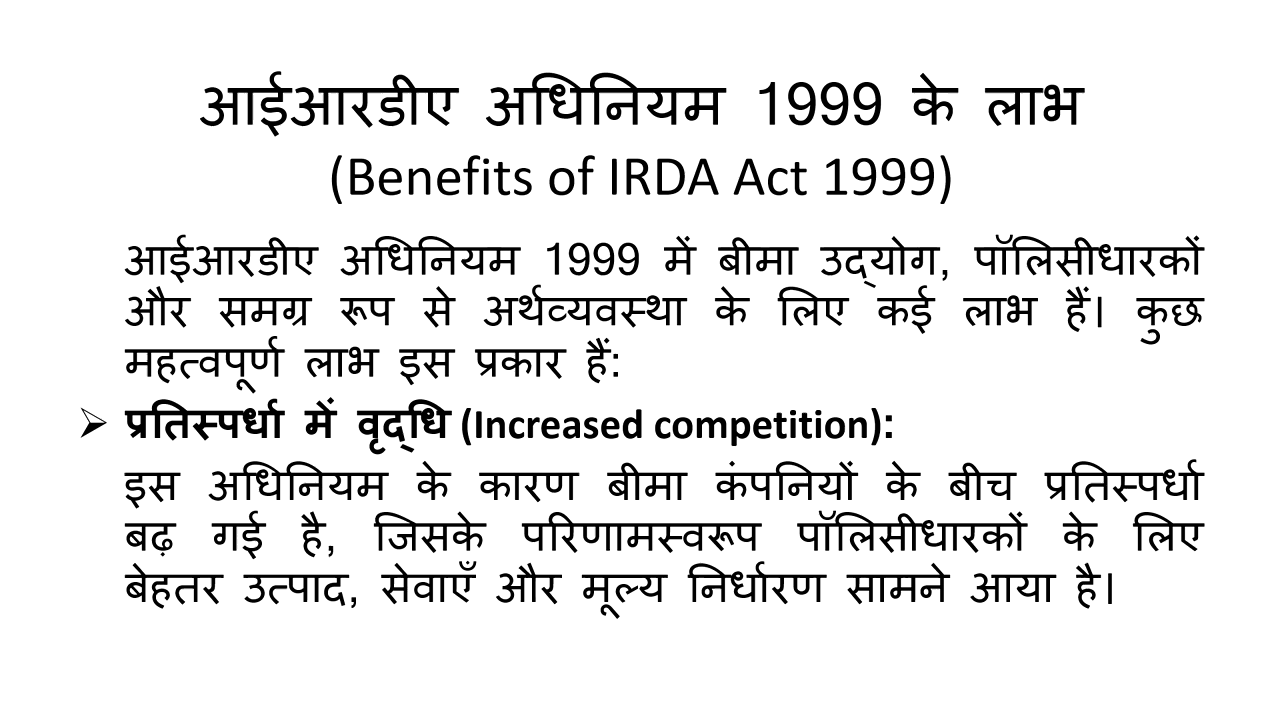 आईआरडीए अधिनियम 1999 के लाभ
(Benefits of IRDA Act 1999)
आईआरडीए अधिनियम 1999 में बीमा उद्योग, पॉलिसीधारकों
और समग्र रूप से अर्थव्यवस्था के लिए कई लाभ हैं। कुछ
महत्वपूर्ण लाभ इस प्रकार हैं:
➢ प्रतिस्पर्धा में वृद्धि (Increased competition):
इस अधिनियम के कारण बीमा कंपनियों के बीच प्रतिस्पर्धा
बढ़ गई है, जिसके परिणामस्वरूप पॉलिसीधारकों के लिए
बेहतर उत्पाद, सेवाएँ और मूल्य निर्धारण सामने आया है।